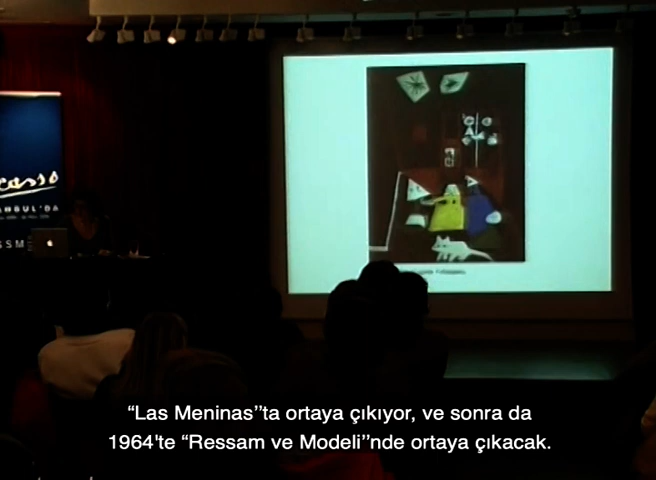 "Las Meninas"ta ortaya çıkıyor, ve sonra da
1964'te "Ressam ve Modeli"nde ortaya çıkacak.